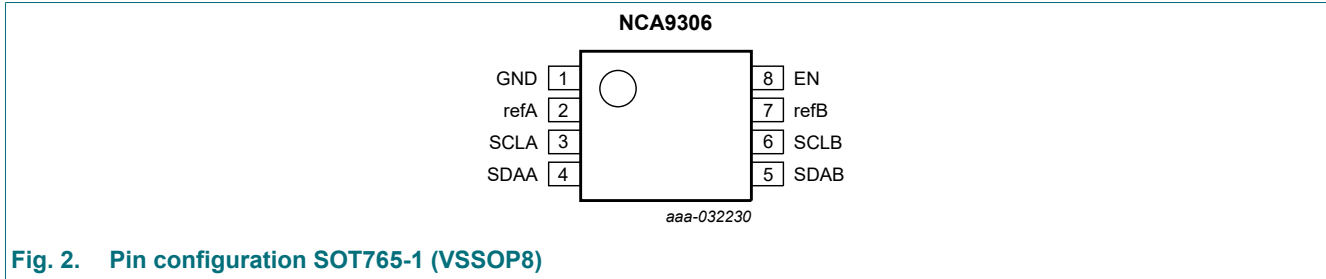 NCA9306
GND 1 8 EN
refA 2 7 refB
SCLA 3 6 SCLB
SDAA 4 5 SDAB
aaa-032230
Fig. 2. Pin configuration SOT765-1 (VSSOP8)